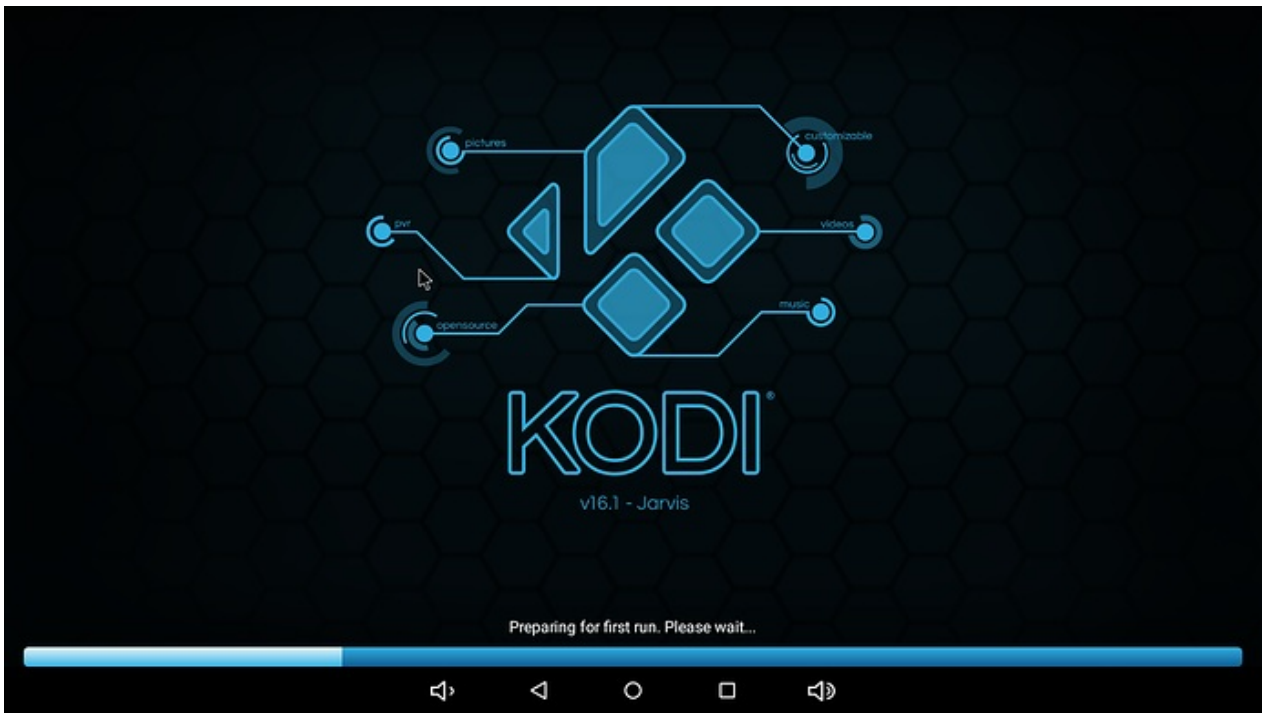 pictures
customizable
pvr
videos
opensource
music
KODI®
v16.1 - Jarvis
Preparing for first run. Please wait...